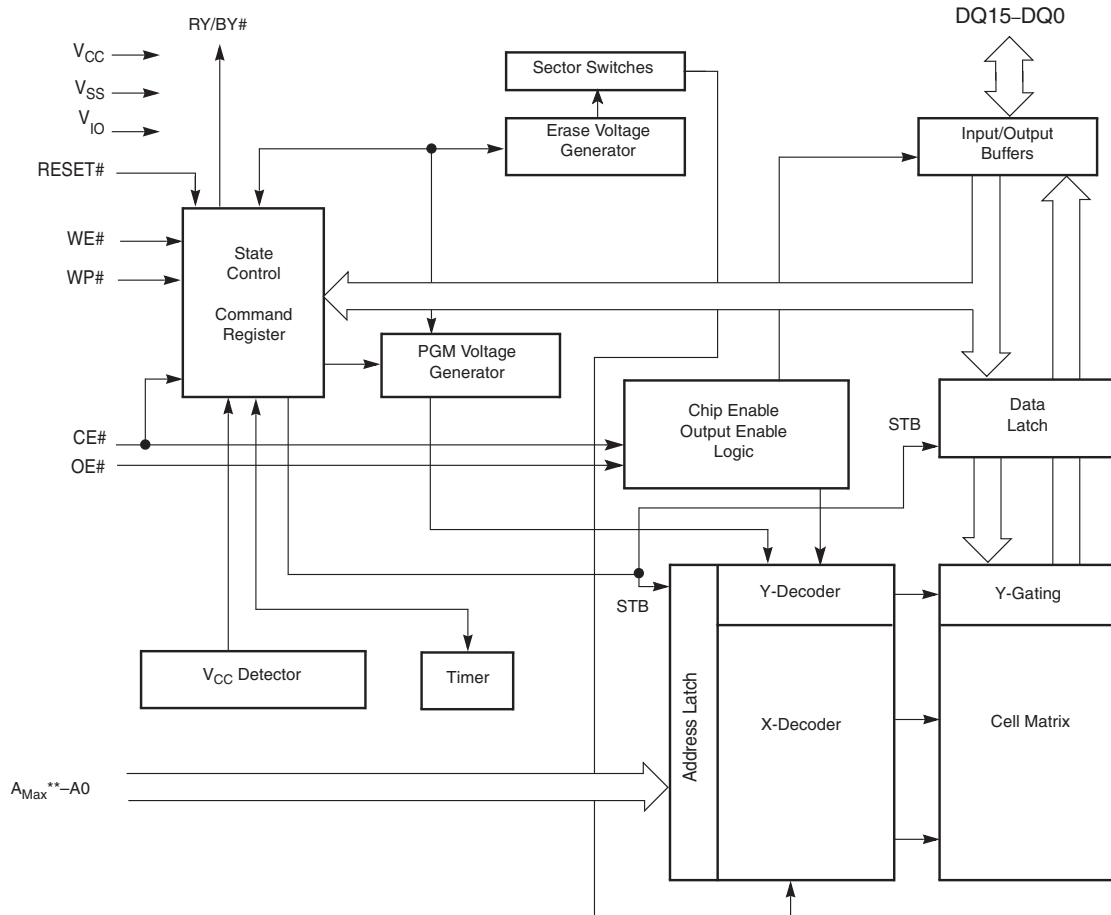 RY/BY#
DQ15–DQ0
VCC
VSS
VIO
Sector Switches
Erase Voltage
Generator
Input/Output
Buffers
RESET#
WE#
WP#
State
Control
Command
Register
PGM Voltage
Generator
CE#
OE#
Chip Enable
Output Enable
Logic
STB
Data
Latch
STB
Address Latch
Y-Decoder
Y-Gating
VCC Detector
Timer
X-Decoder
Cell Matrix
AMax**–A0